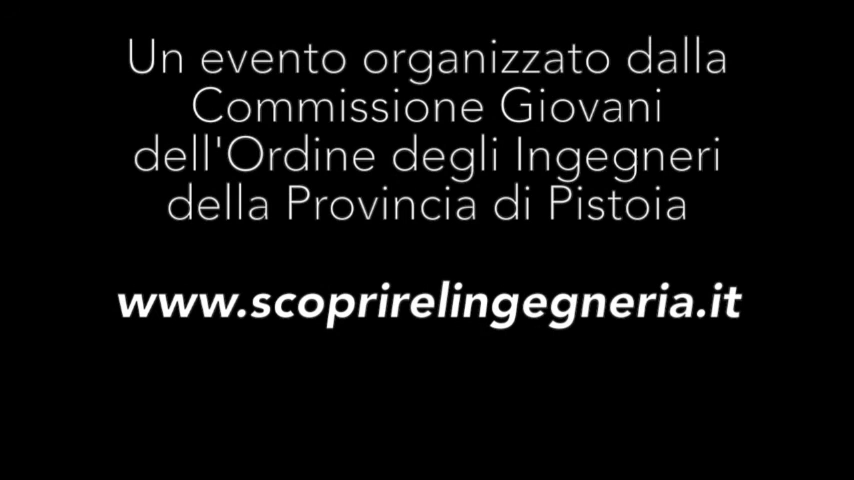 Un evento organizzato dalla
Commissione Giovani
dell'Ordine degli Ingegneri
della Provincia di Pistoia
www.scoprirelingegneria.it